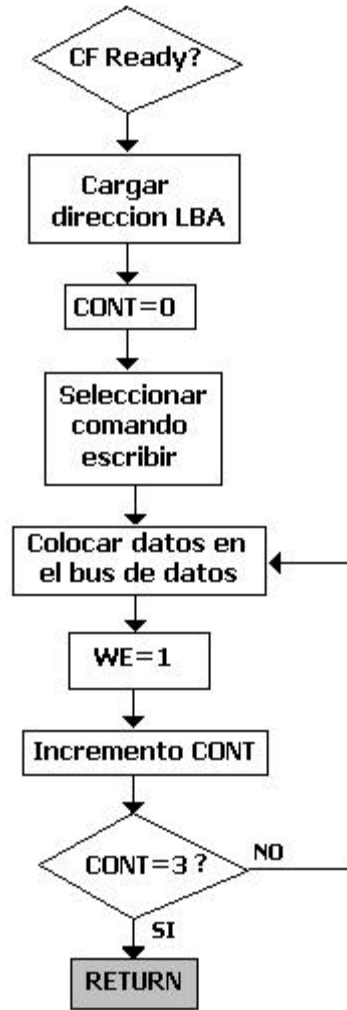 CF Ready?
Cargar
direccion LBA
CONT=0
Seleccionar
comando
escribir
Colocar datos en
el bus de datos
WE=1
Incremento CONT
CONT=3 ?
NO
SI
RETURN